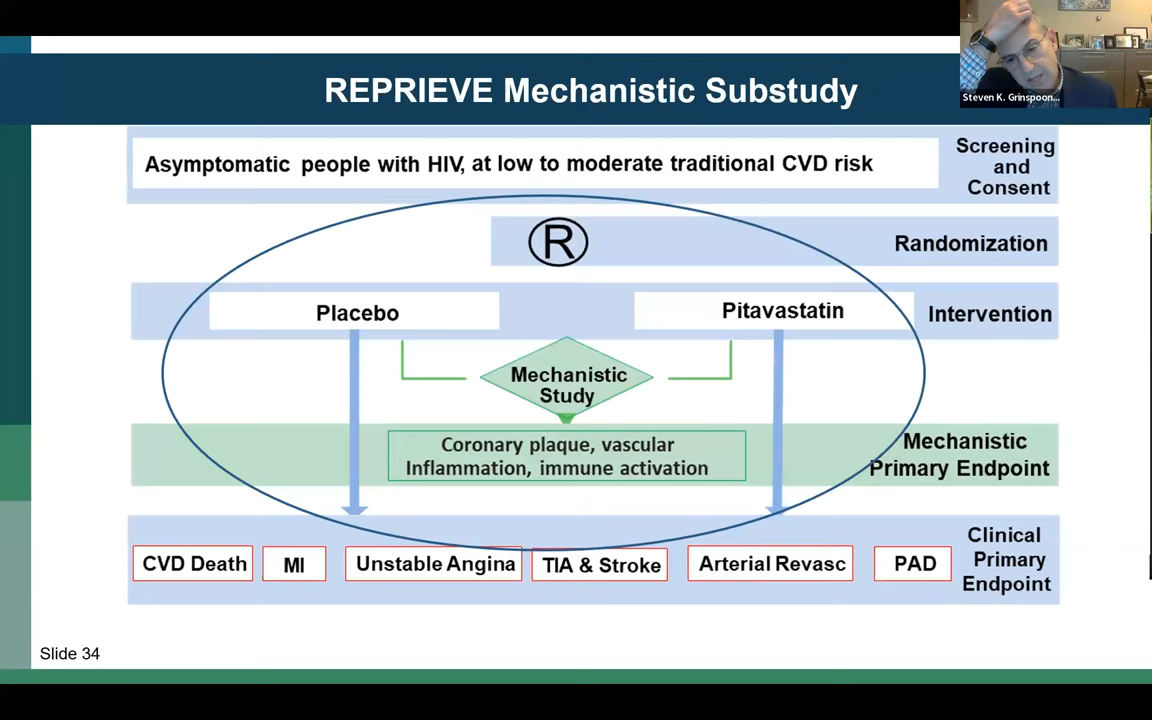 Steven K. Grinspoon...
REPRIEVE Mechanistic Substudy
Asymptomatic people with HIV, at low to moderate traditional CVD risk
Screening
and
Consent
R
Randomization
Placebo
Pitavastatin
Intervention
Mechanistic
Study
Coronary plaque, vascular
Inflammation, immune activation
Mechanistic
Primary Endpoint
CVD Death
MI
Unstable Angina
TIA & Stroke
Arterial Revasc
PAD
Clinical
Primary
Endpoint
Slide 34